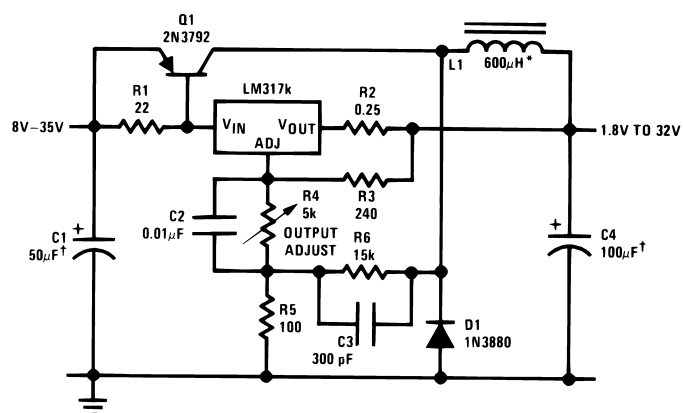 Q1
2N3792
L1
600μH*
R1
22
LM317k
R2
0.25
8V–35V
VIN
VOUT
ADJ
1.8V TO 32V
C2
0.01μF
R4
5k
OUTPUT
ADJUST
R3
240
R6
15k
+
C1
50μF†
+
C4
100μF†
R5
100
C3
300 pF
D1
1N3880